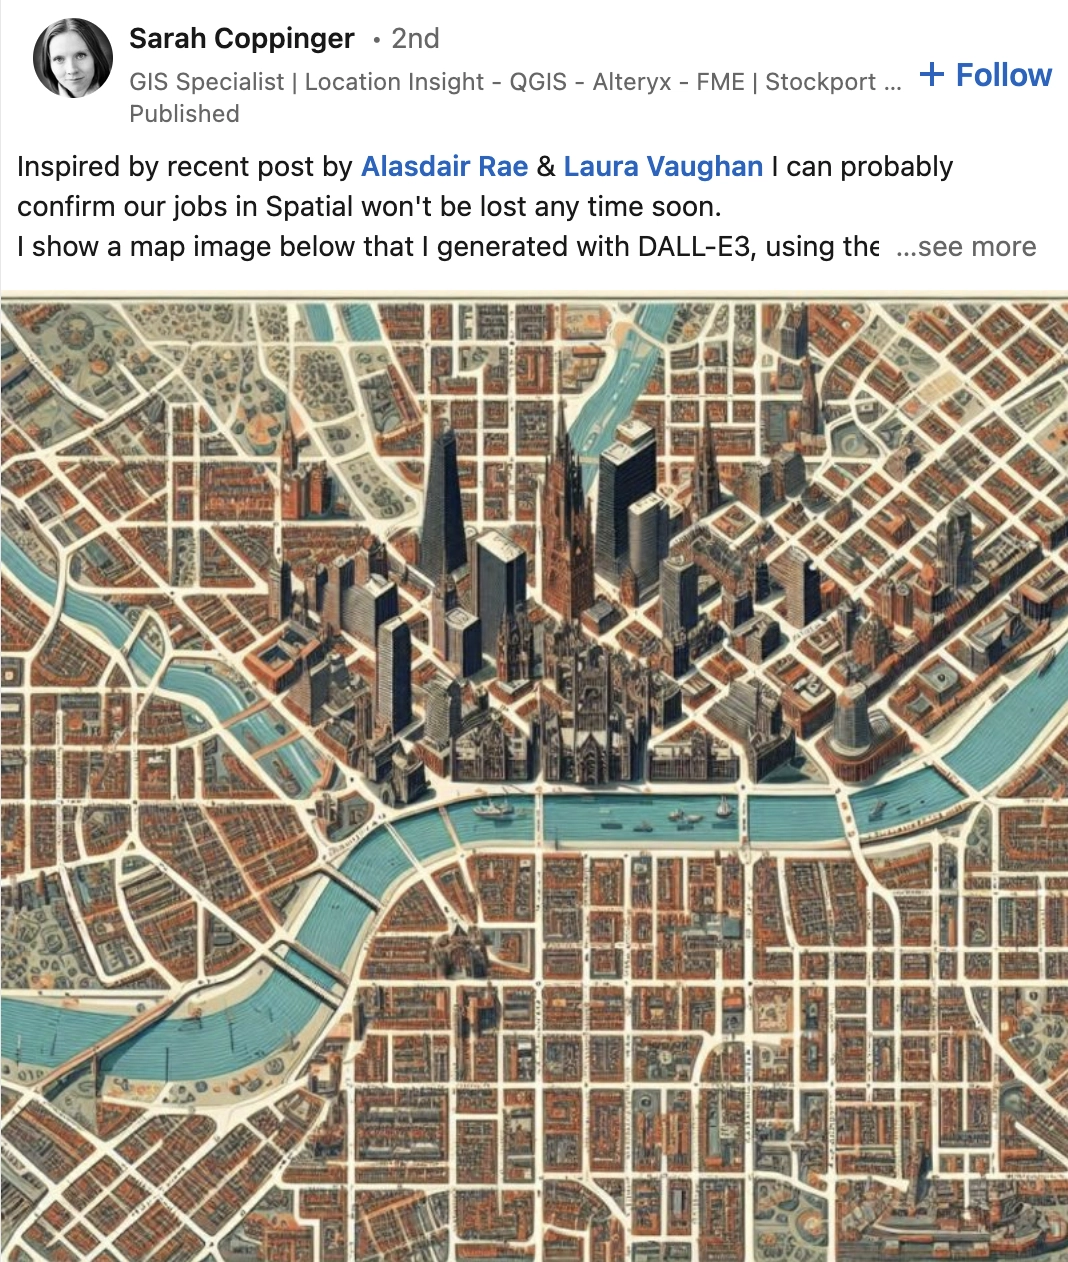 Sarah Coppinger • 2nd
GIS Specialist | Location Insight - QGIS - Alteryx - FME | Stockport ...
+ Follow
Published
Inspired by recent post by Alasdair Rae & Laura Vaughan I can probably
confirm our jobs in Spatial won't be lost any time soon.
I show a map image below that I generated with DALL-E3, using the ...see more